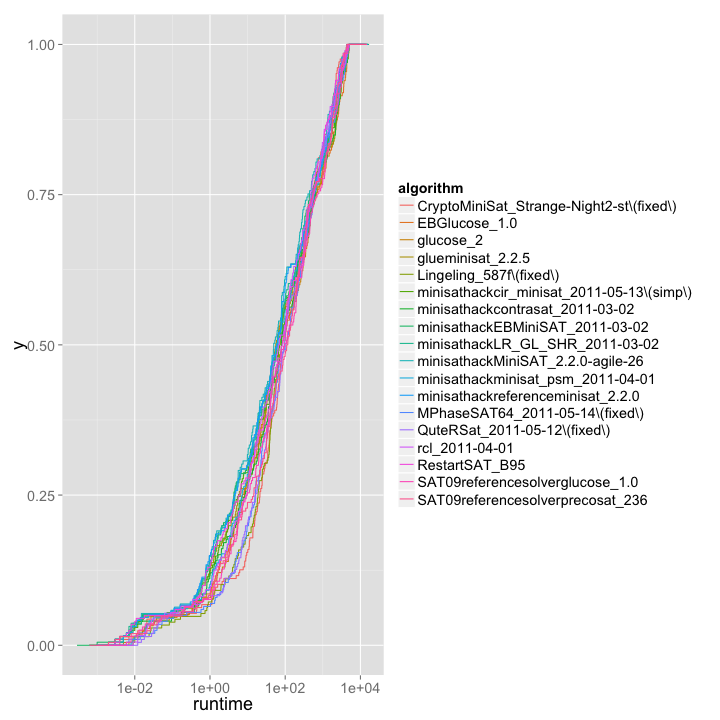 1.00
0.75
0.50
0.25
0.00
y
1e-02 1e+00 1e+02 1e+04
runtime
algorithm
CryptoMiniSat_Strange-Night2-st\(fixed\)
EBGlucose_1.0
glucose_2
glueminisat_2.2.5
Lingeling_587f\(fixed\)
minisathackcir_minisat_2011-05-13\(simp\)
minisathackcontrasat_2011-03-02
minisathackEBMiniSAT_2011-03-02
minisathackLR_GL_SHR_2011-03-02
minisathackMiniSAT_2.2.0-agile-26
minisathackminisat_psm_2011-04-01
minisathackreferenceminisat_2.2.0
MPhaseSAT64_2011-05-14\(fixed\)
QuteRSat_2011-05-12\(fixed\)
rcl_2011-04-01
RestartSAT_B95
SAT09referencesolverglucose_1.0
SAT09referencesolverprecosat_236